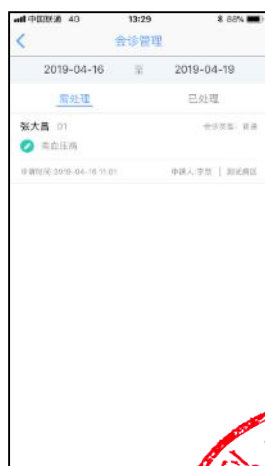 中国联通 4G 13:29 88%
会诊管理
2019-04-16 至 2019-04-19
需处理 已处理
张大昌 01 会诊类型: 普通
高血压病
申请时间:2019-04-16 11:01 申请人:李慧 | 测试病区